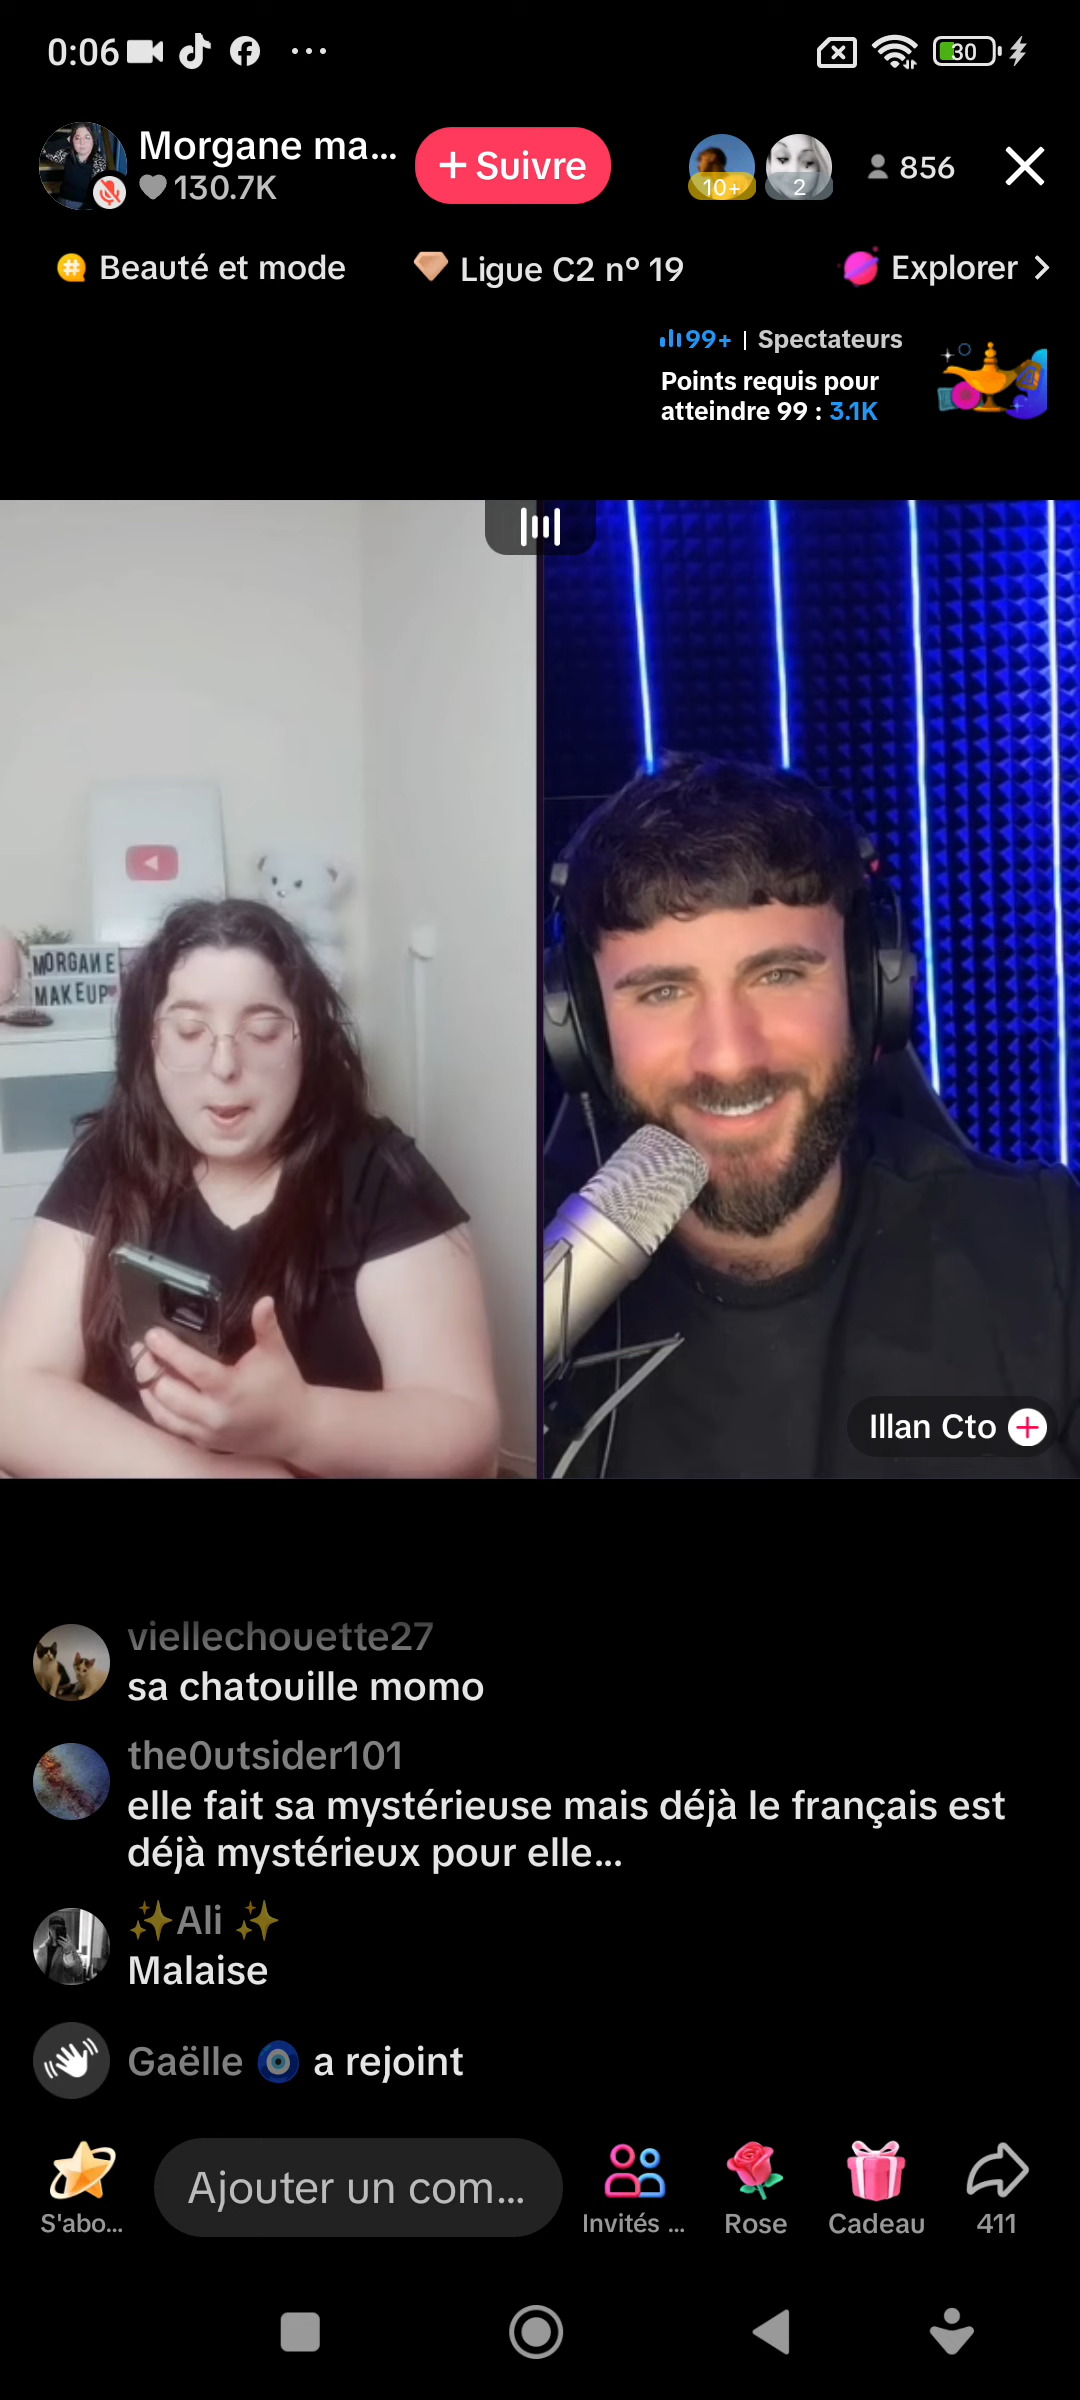 0:06
30
Morgane ma...
130.7K
+ Suivre
10+
2
856
Beauté et mode
Ligue C2 n° 19
Explorer >
99+ | Spectateurs
Points requis pour
atteindre 99 : 3.1K
MORGANE
MAKEUP
Illan Cto
viellechouette27
sa chatouille momo
the0utsider101
elle fait sa mystérieuse mais déjà le français est
déjà mystérieux pour elle...
✨Ali ✨
Malaise
Gaëlle 🧿 a rejoint
S'abo...
Ajouter un com...
Invités ...
Rose
Cadeau
411